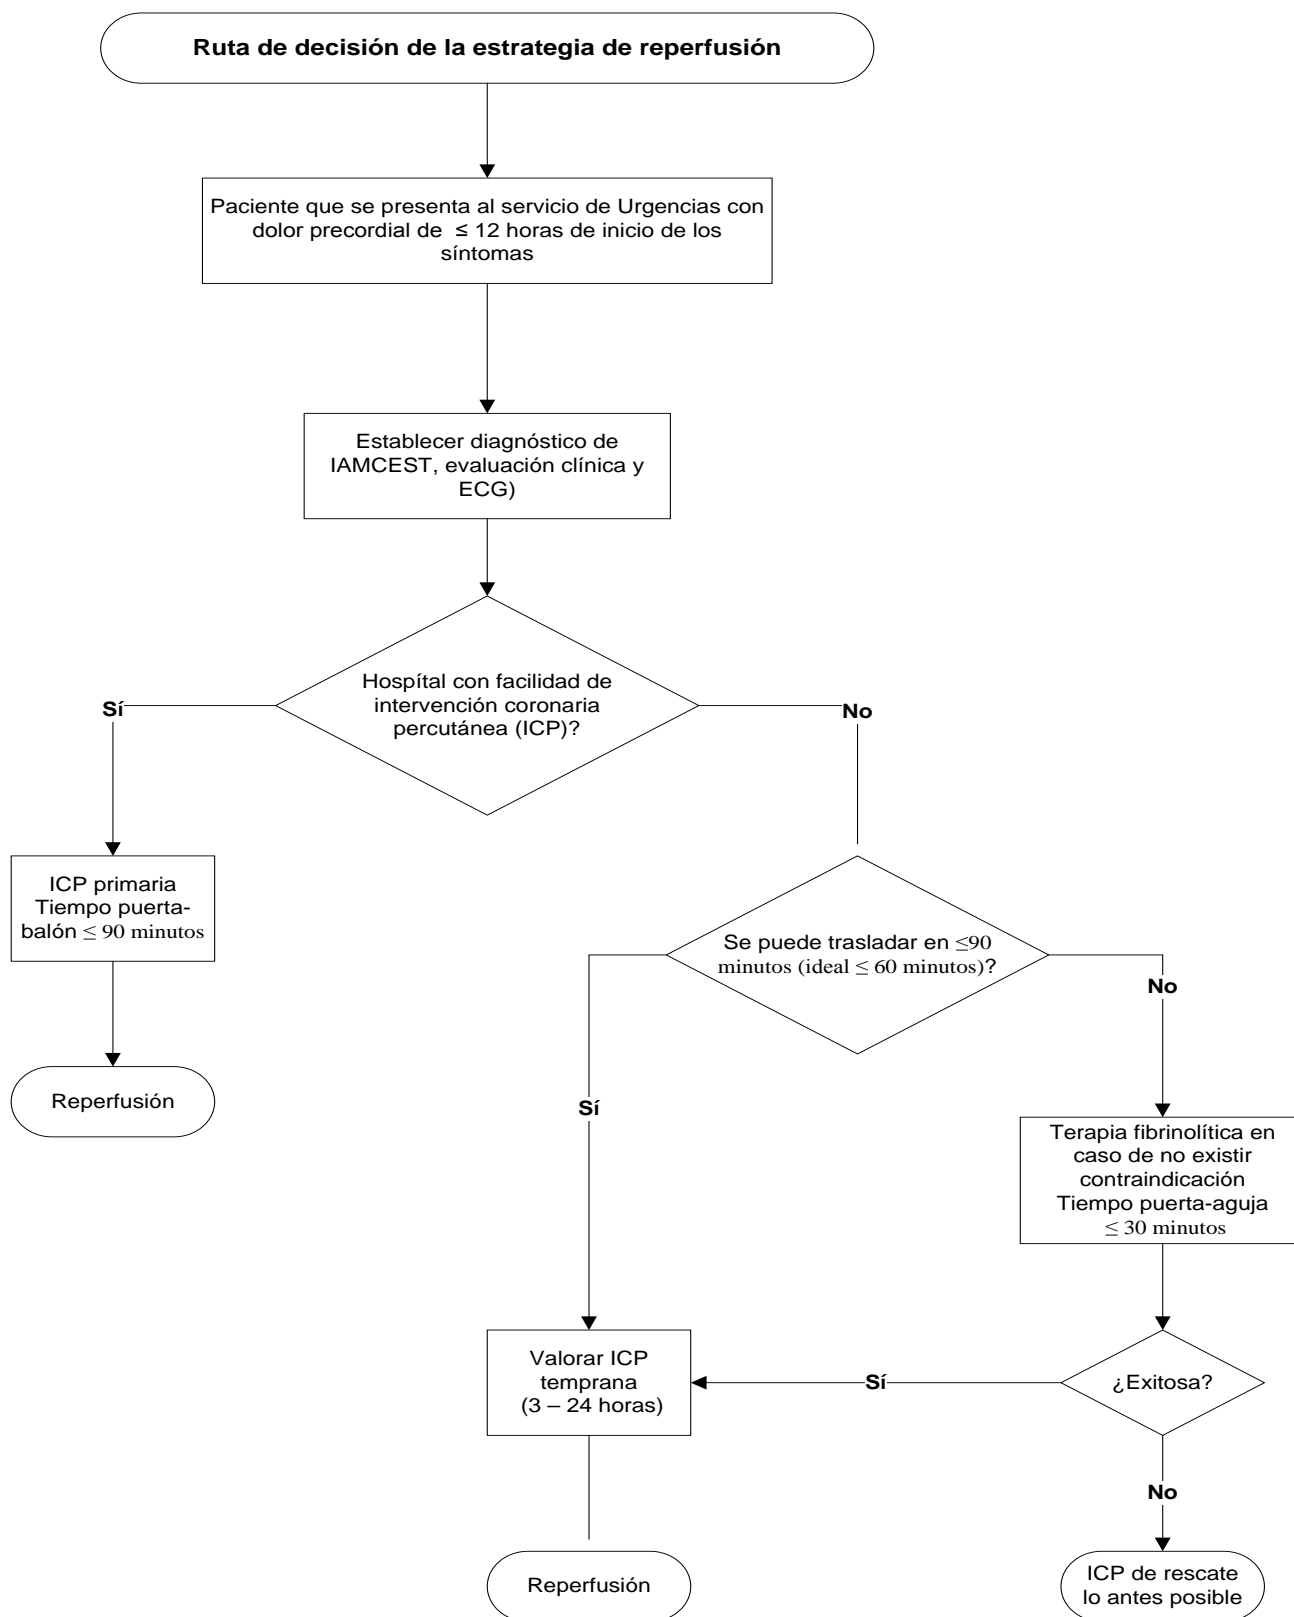 Ruta de decisión de la estrategia de reperfusión
Paciente que se presenta al servicio de Urgencias con
dolor precordial de ≤ 12 horas de inicio de los
síntomas
Establecer diagnóstico de
IAMCEST, evaluación clínica y
ECG)
Hospítal con facilidad de
intervención coronaria
percutánea (ICP)?
Sí
No
ICP primaria
Tiempo puerta-
balón ≤ 90 minutos
Reperfusión
Se puede trasladar en ≤90
minutos (ideal ≤ 60 minutos)?
No
Sí
Terapia fibrinolítica en
caso de no existir
contraindicación
Tiempo puerta-aguja
≤ 30 minutos
Valorar ICP
temprana
(3 – 24 horas)
Sí
¿Exitosa?
No
Reperfusión
ICP de rescate
lo antes posible